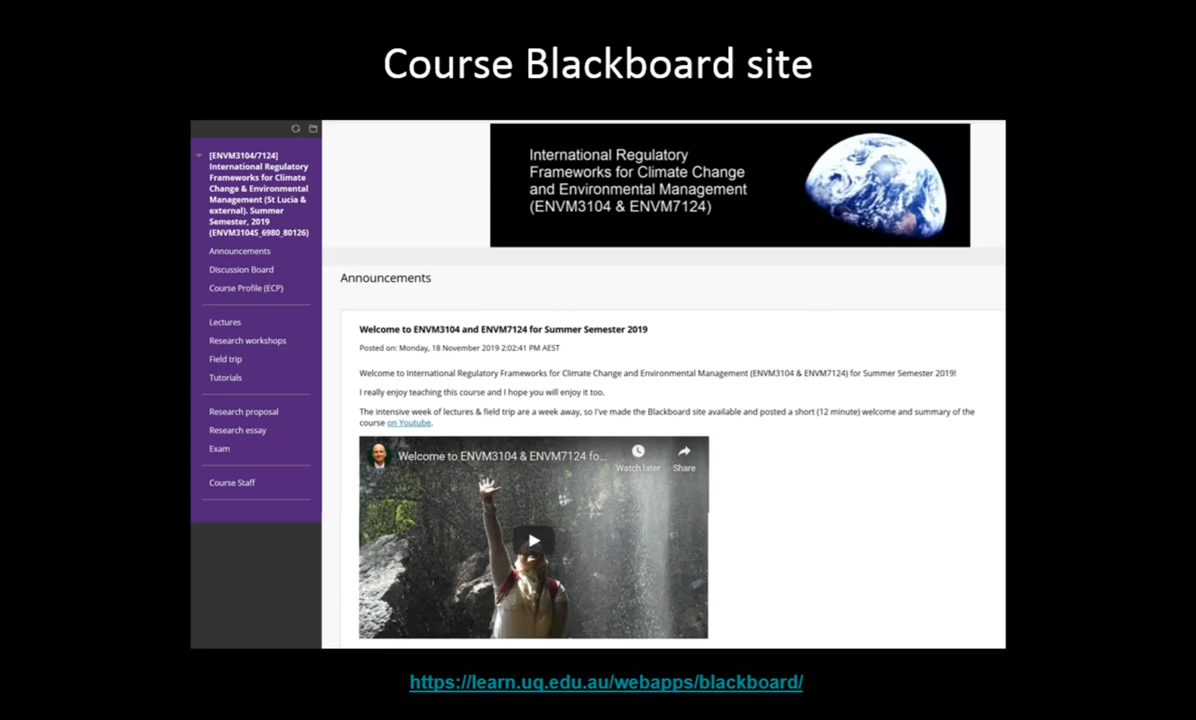 Course Blackboard site
[ENVM3104/7124]
International Regulatory
Frameworks for Climate
Change & Environmental
Management (St Lucia &
external). Summer
Semester, 2019
(ENVM3104S_6980_80126)
Announcements
Discussion Board
Course Profile (ECP)
Lectures
Research workshops
Field trip
Tutorials
Research proposal
Research essay
Exam
Course Staff
International Regulatory
Frameworks for Climate Change
and Environmental Management
(ENVM3104 & ENVM7124)
Announcements
Welcome to ENVM3104 and ENVM7124 for Summer Semester 2019
Posted on: Monday, 18 November 2019 2:02:41 PM AEST
Welcome to International Regulatory Frameworks for Climate Change and Environmental Management (ENVM3104 & ENVM7124) for Summer Semester 2019!
I really enjoy teaching this course and I hope you will enjoy it too.
The intensive week of lectures & field trip are a week away, so I've made the Blackboard site available and posted a short (12 minute) welcome and summary of the
course on Youtube.
Welcome to ENVM3104 & ENVM7124 fo...
Watch later
Share
https://learn.uq.edu.au/webapps/blackboard/